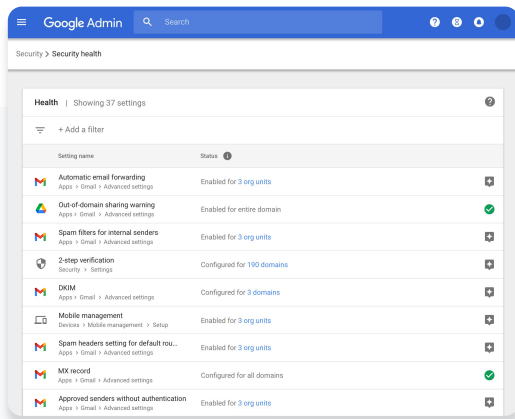 Google Admin
Search
Security > Security health
Health | Showing 37 settings
+ Add a filter
Setting name Status
Automatic email forwarding
Apps > Gmail > Advanced settings
Enabled for 3 org units
Out-of-domain sharing warning
Apps > Gmail > Advanced settings
Enabled for entire domain
Spam filters for internal senders
Apps > Gmail > Advanced settings
Enabled for 3 org units
2-step verification
Security > Settings
Configured for 190 domains
DKIM
Apps > Gmail > Advanced settings
Configured for 3 domains
Mobile management
Devices > Mobile management > Setup
Enabled for 3 org units
Spam headers setting for default rou...
Apps > Gmail > Advanced settings
Enabled for 3 org units
MX record
Apps > Gmail > Advanced settings
Configured for all domains
Approved senders without authentication
Apps > Gmail > Advanced settings
Enabled for 3 org units